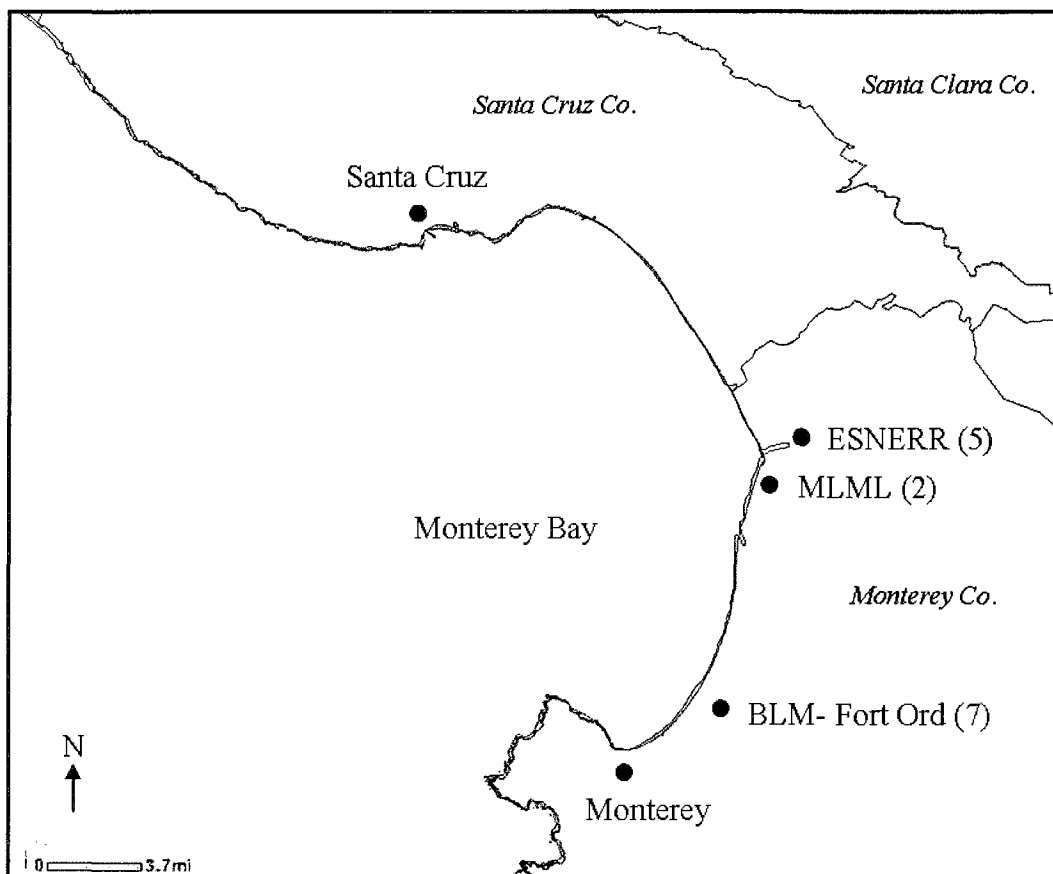 Santa Clara Co.
Santa Cruz Co.
Santa Cruz
ESNERR (5)
MLML (2)
Monterey Bay
Monterey Co.
BLM- Fort Ord (7)
N
Monterey
0 3.7mi